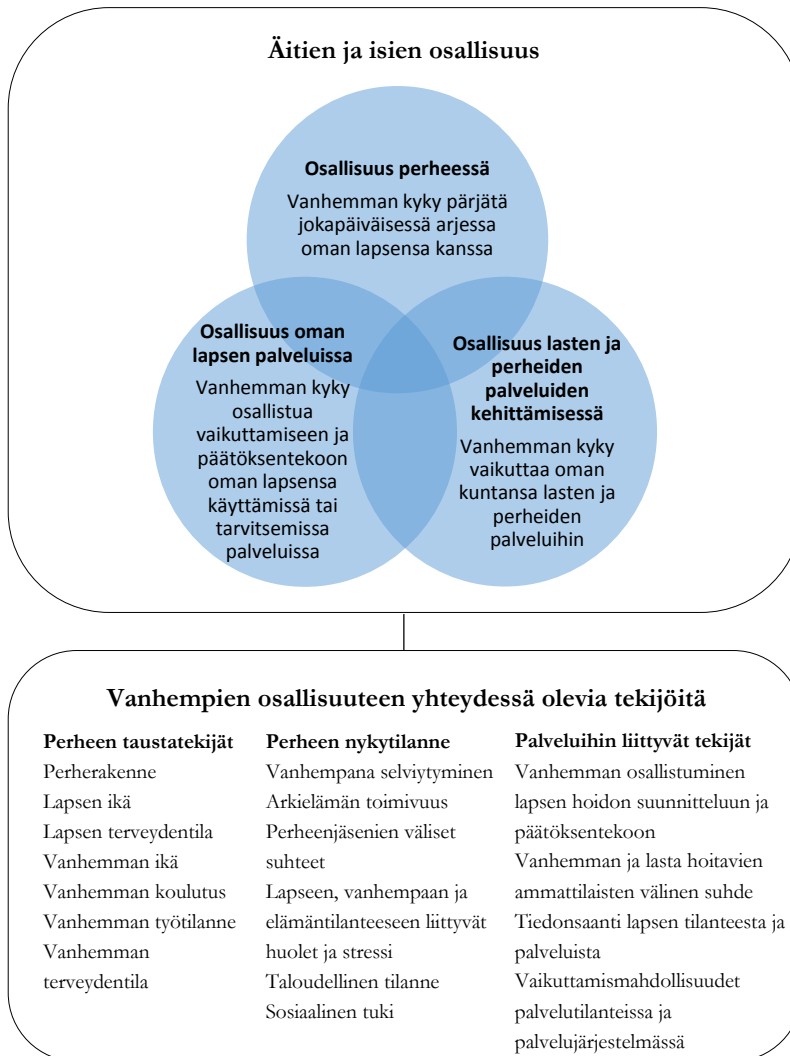 Äitien ja isien osallisuus
Osallisuus perheessä
Vanhemman kyky pärjätä
jokapäiväisessä arjessa
oman lapsensa kanssa
Osallisuus oman
lapsen palveluissa
Vanhemman kyky
osallistua
vaikuttamiseen ja
päätöksentekoon
oman lapsensa
käyttämissä tai
tarvitsemissa
palveluissa
Osallisuus lasten ja
perheiden
palveluiden
kehittämisessä
Vanhemman kyky
vaikuttaa oman
kuntansa lasten ja
perheiden
palveluihin
Vanhempien osallisuuteen yhteydessä olevia tekijöitä
Perheen taustatekijät
Perherakenne
Lapsen ikä
Lapsen terveydentila
Vanhemman ikä
Vanhemman koulutus
Vanhemman työtilanne
Vanhemman
terveydentila
Perheen nykytilanne
Vanhempana selviytyminen
Arkielämän toimivuus
Perheenjäsenien väliset
suhteet
Lapseen, vanhempaan ja
elämäntilanteeseen liittyvät
huolet ja stressi
Taloudellinen tilanne
Sosiaalinen tuki
Palveluihin liittyvät tekijät
Vanhemman osallistuminen
lapsen hoidon suunnitteluun ja
päätöksentekoon
Vanhemman ja lasta hoitavien
ammattilaisten välinen suhde
Tiedonsaanti lapsen tilanteesta ja
palveluista
Vaikuttamismahdollisuudet
palvelutilanteissa ja
palvelujärjestelmässä